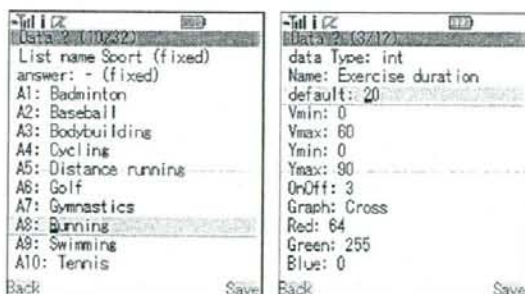 Data ? (10/32)
List name Sport (fixed)
answer: - (fixed)
A1: Badminton
A2: Baseball
A3: Bodybuilding
A4: Cycling
A5: Distance running
A6: Golf
A7: Gymnastics
A8: Running
A9: Swimming
A10: Tennis
Back Save
Data ? (3/12)
data Type: int
Name: Exercise duration
default: 20
Vmin: 0
Vmax: 60
Ymin: 0
Ymax: 90
OnOff: 3
Graph: Cross
Red: 64
Green: 255
Blue: 0
Back Save